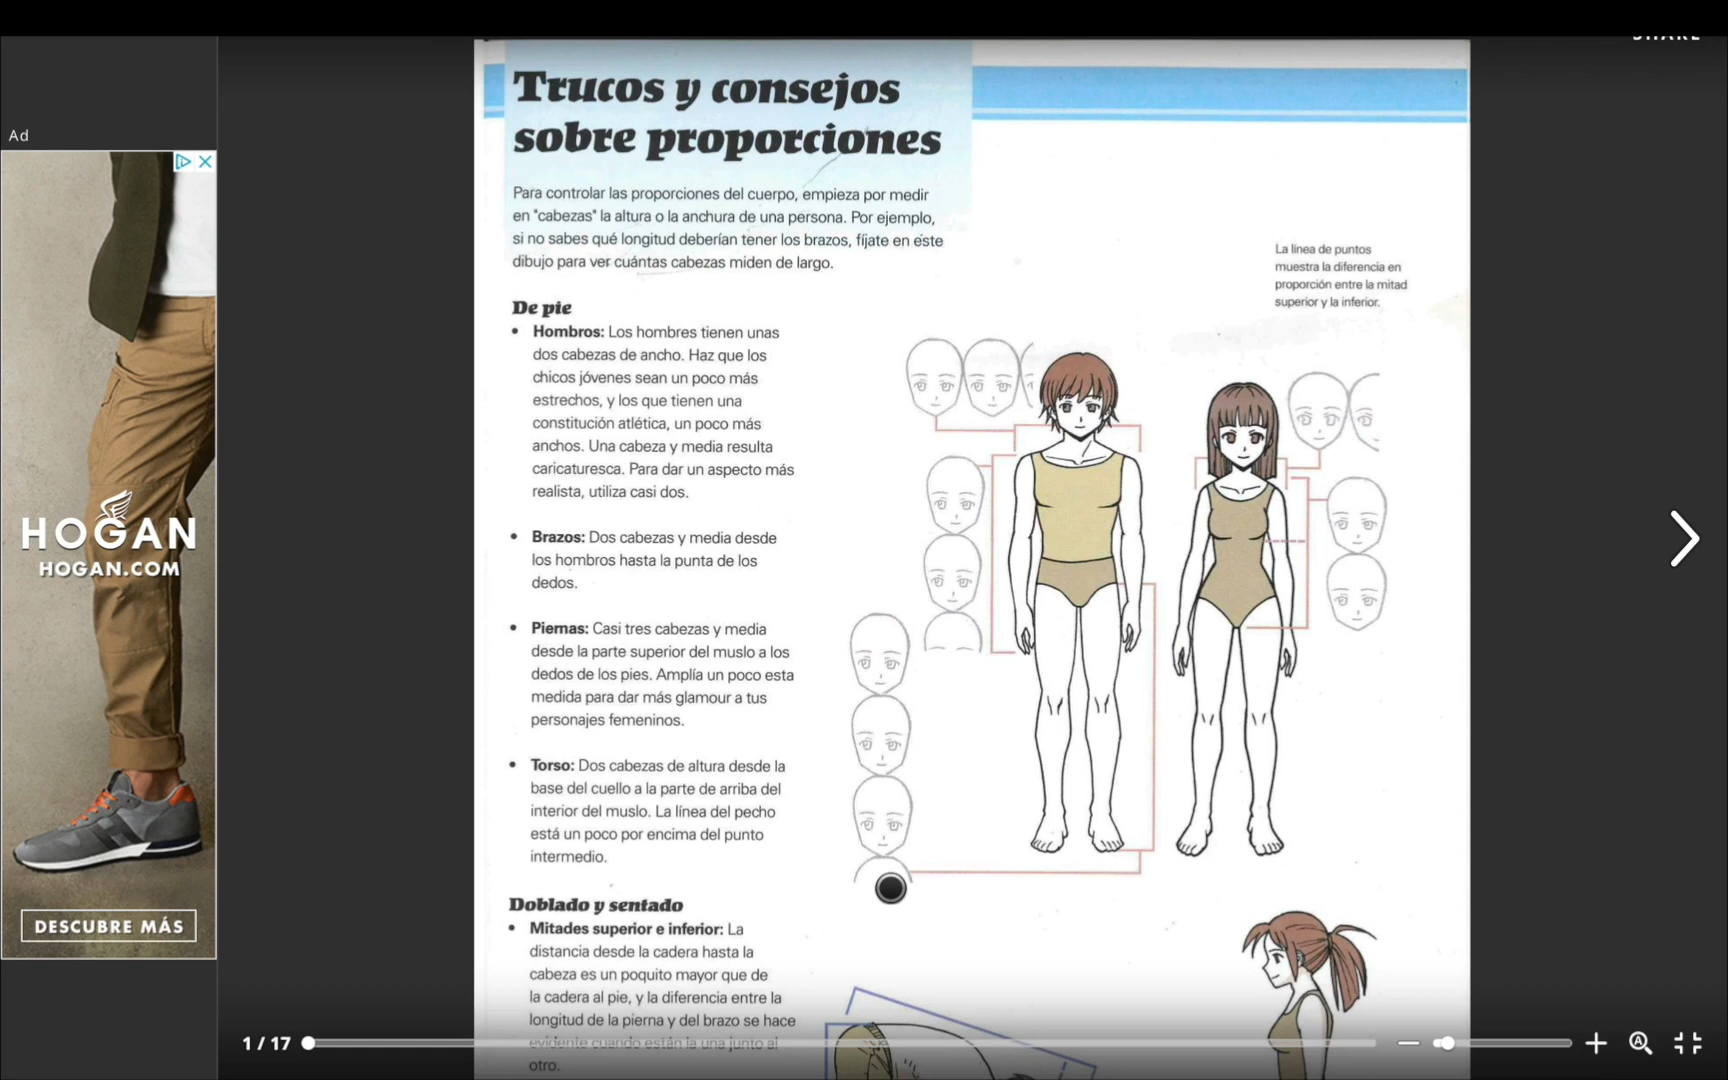 SHARE
Ad
HOGAN
HOGAN.COM
DESCUBRE MÁS
Trucos y consejos
sobre proporciones
Para controlar las proporciones del cuerpo, empieza por medir
en "cabezas" la altura o la anchura de una persona. Por ejemplo,
si no sabes qué longitud deberían tener los brazos, fíjate en este
dibujo para ver cuántas cabezas miden de largo.
La línea de puntos
muestra la diferencia en
proporción entre la mitad
superior y la inferior.
De pie
• Hombros: Los hombres tienen unas
dos cabezas de ancho. Haz que los
chicos jóvenes sean un poco más
estrechos, y los que tienen una
constitución atlética, un poco más
anchos. Una cabeza y media resulta
caricaturesca. Para dar un aspecto más
realista, utiliza casi dos.
• Brazos: Dos cabezas y media desde
los hombros hasta la punta de los
dedos.
• Piernas: Casi tres cabezas y media
desde la parte superior del muslo a los
dedos de los pies. Amplía un poco esta
medida para dar más glamour a tus
personajes femeninos.
• Torso: Dos cabezas de altura desde la
base del cuello a la parte de arriba del
interior del muslo. La línea del pecho
está un poco por encima del punto
intermedio.
Doblado y sentado
• Mitades superior e inferior: La
distancia desde la cadera hasta la
cabeza es un poquito mayor que de
la cadera al pie, y la diferencia entre la
longitud de la pierna y del brazo se hace
evidente cuando están la una junto al
otro.
1 / 17
A